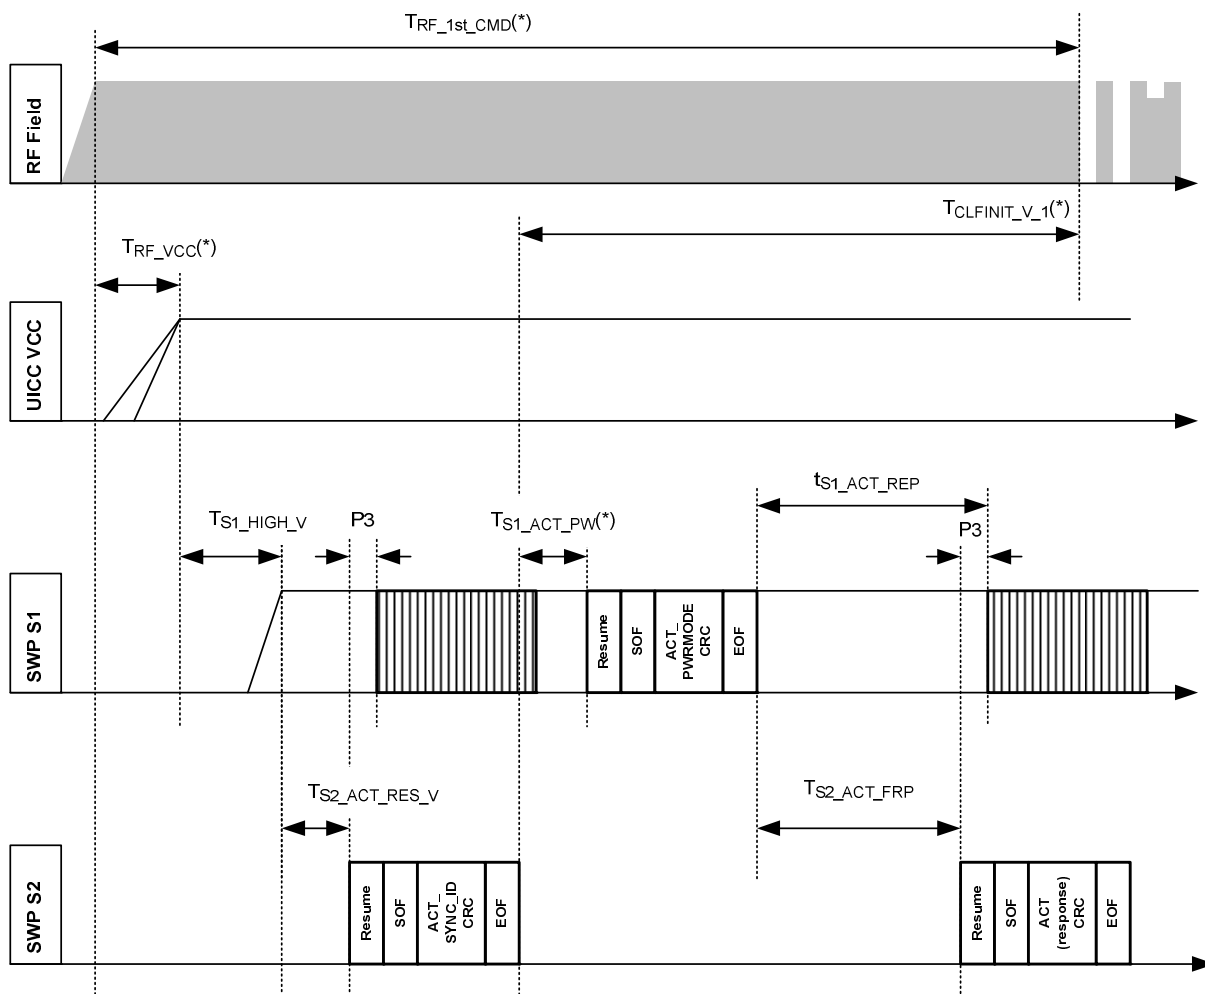 TRF_1st_CMD(*)
RF Field
TCLFINIT_V_1(*)
TRF_VCC(*)
UICC VCC
tS1_ACT_REP
TS1_HIGH_V
P3
TS1_ACT_PW(*)
P3
SWP S1
Resume
SOF
ACT_
PWRMODE
CRC
EOF
TS2_ACT_RES_V
TS2_ACT_FRP
SWP S2
Resume
SOF
ACT_
SYNC_ID
CRC
EOF
Resume
SOF
ACT
(response)
CRC
EOF